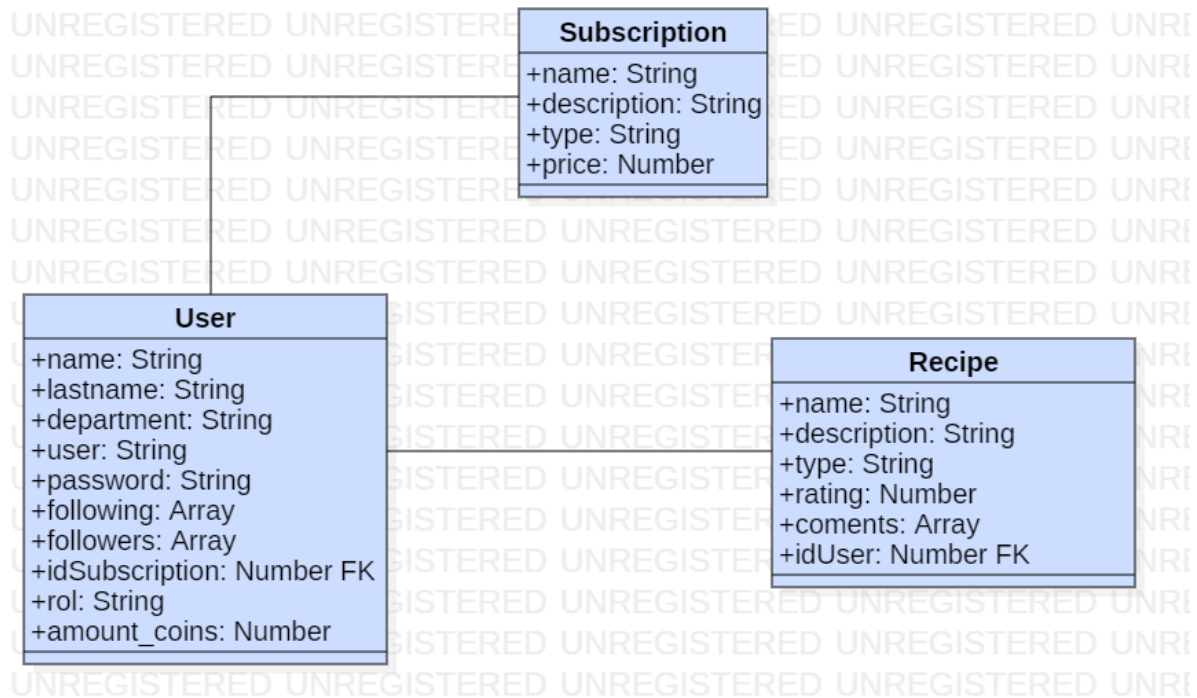 Subscription
+name: String
+description: String
+type: String
+price: Number
User
+name: String
+lastname: String
+department: String
+user: String
+password: String
+following: Array
+followers: Array
+idSubscription: Number FK
+rol: String
+amount_coins: Number
Recipe
+name: String
+description: String
+type: String
+rating: Number
+coments: Array
+idUser: Number FK
UNREGISTERED